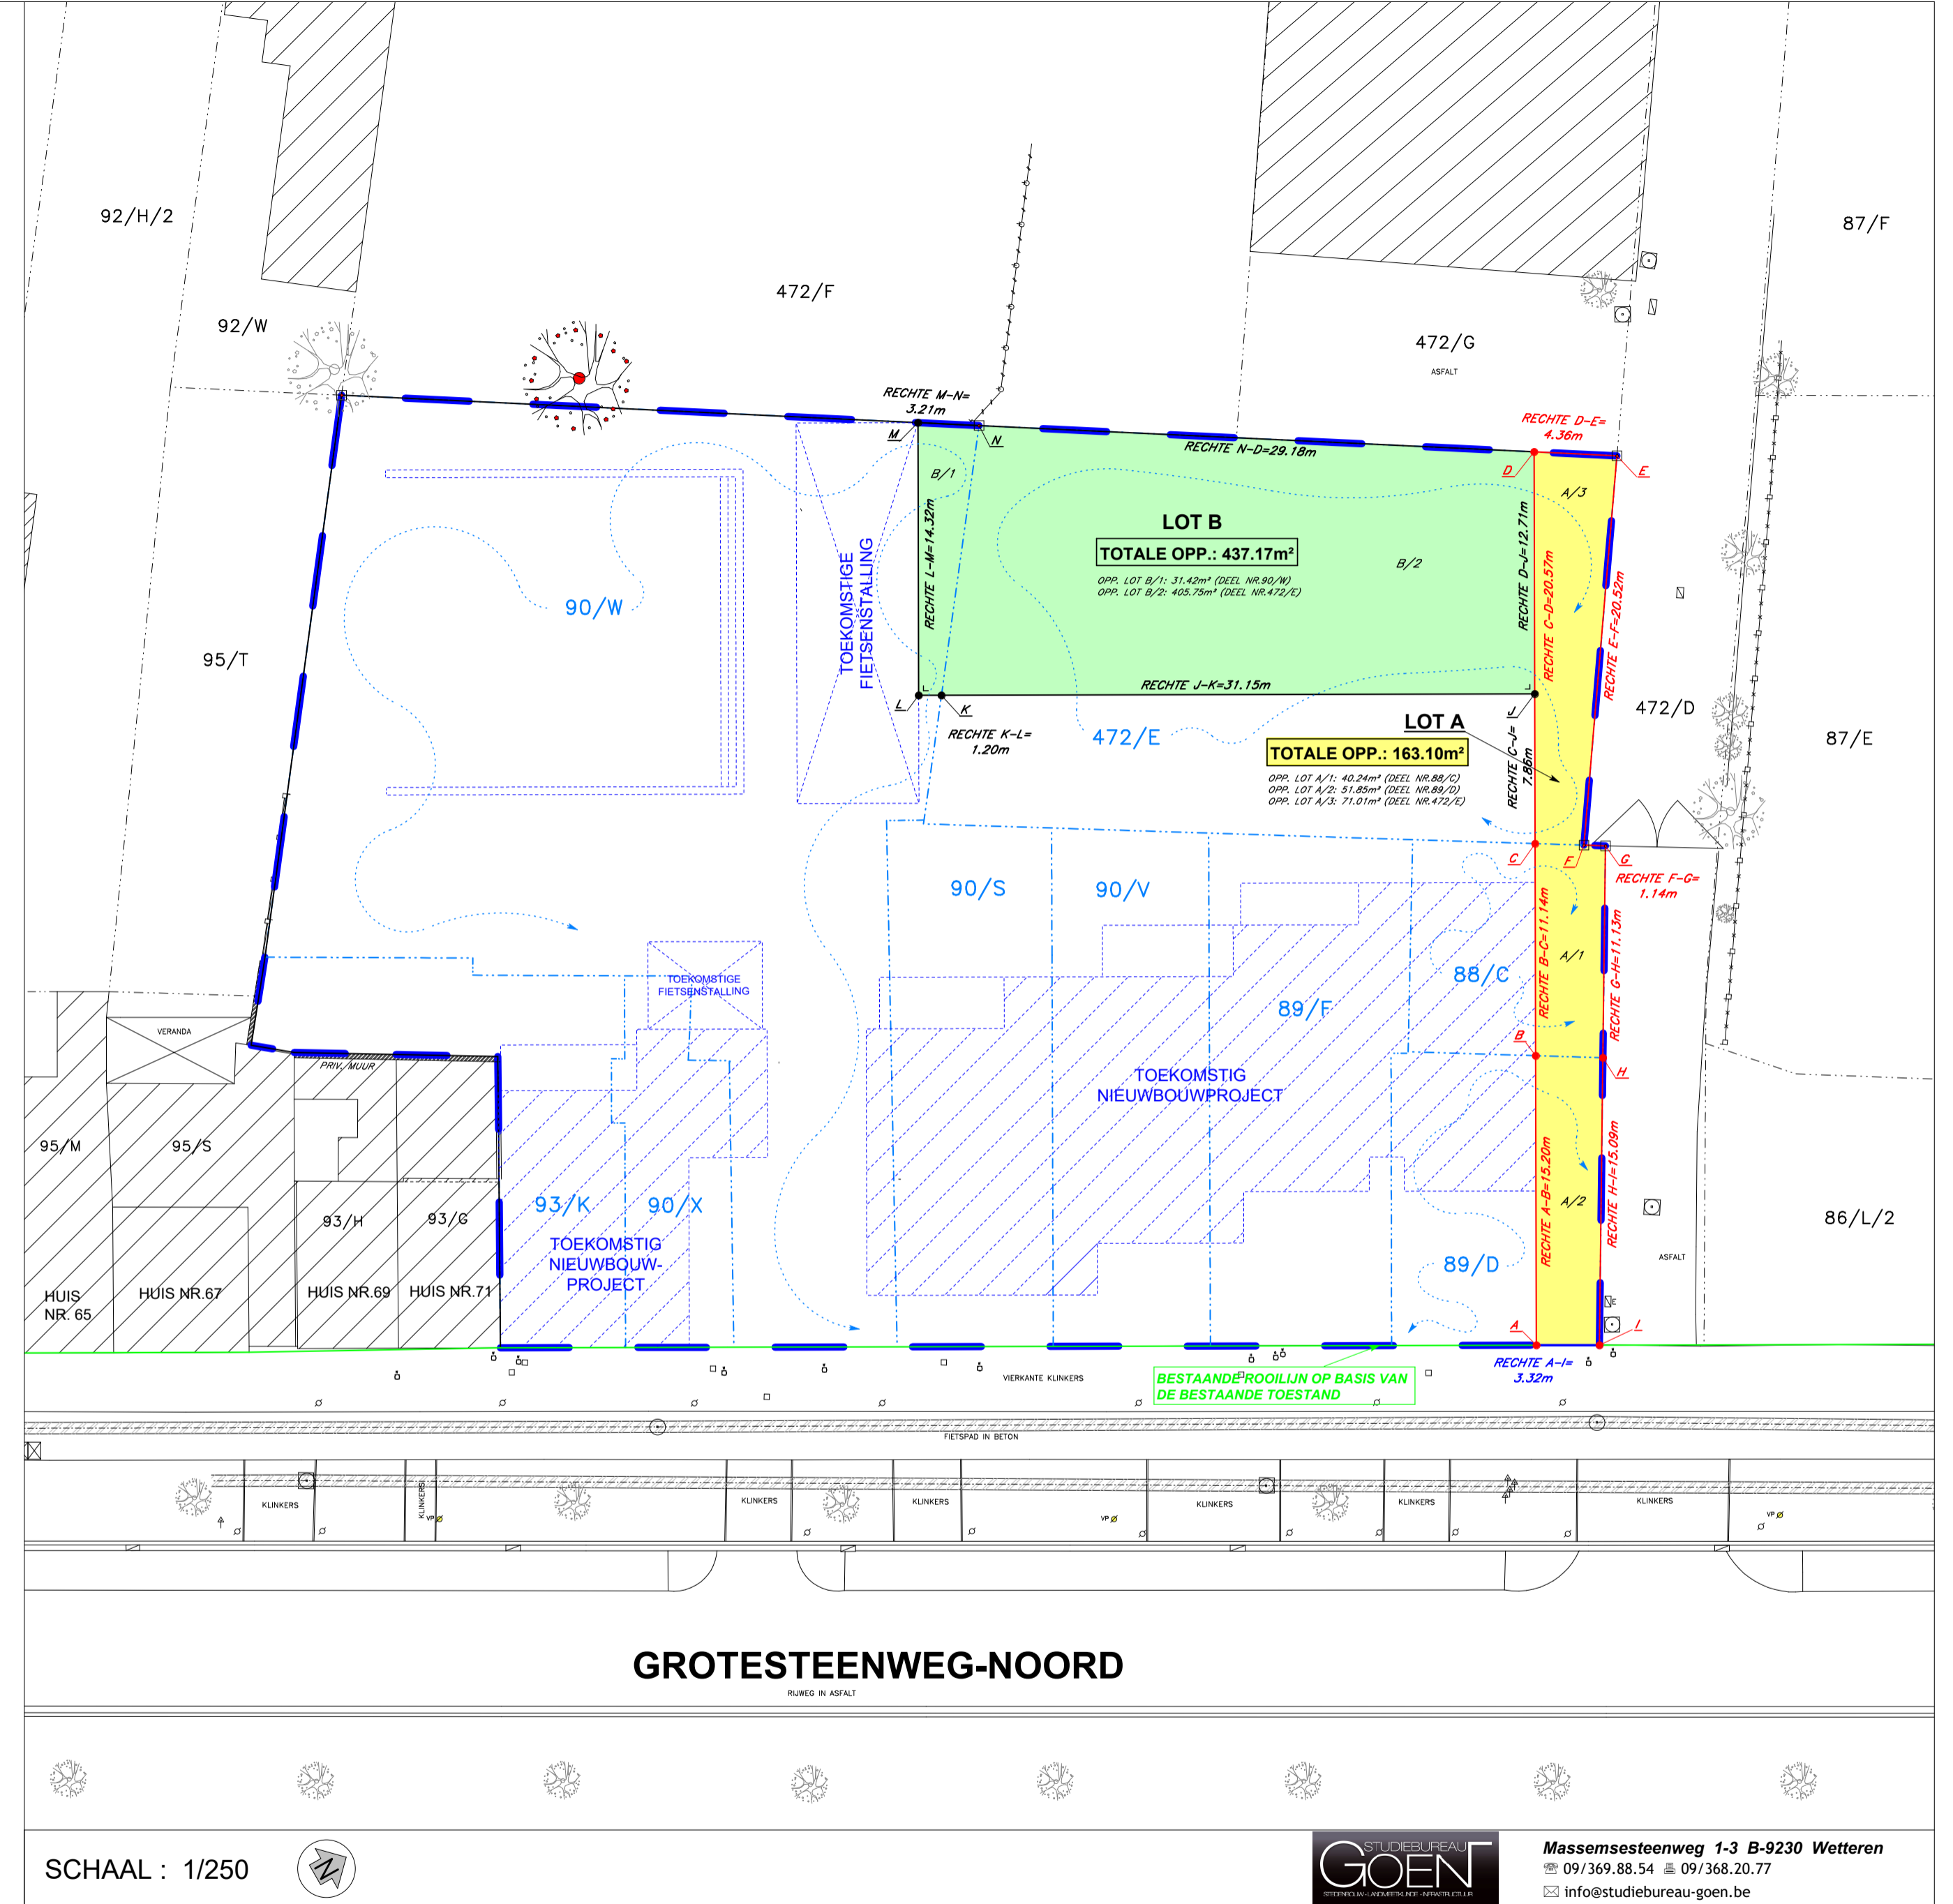 92/H/2
87/F
472/F
92/W
472/G
ASFALT
RECHTE M-N=
3.21m
RECHTE D-E=
4.36m
M
N
RECHTE N-D=29.18m
D
E
B/1
A/3
LOT B
TOTALE OPP.: 437.17m²
OPP. LOT B/1: 31.42m² (DEEL NR.90/W)
OPP. LOT B/2: 405.75m² (DEEL NR.472/E)
B/2
RECHTE L-M=14.32m
RECHTE D-J=12.71m
RECHTE C-D=20.57m
RECHTE E-F=20.52m
TOEKOMSTIGE
FIETSENSTALLING
90/W
95/T
RECHTE J-K=31.15m
L
K
J
RECHTE K-L=
1.20m
472/E
LOT A
TOTALE OPP.: 163.10m²
OPP. LOT A/1: 40.24m² (DEEL NR.88/C)
OPP. LOT A/2: 51.85m² (DEEL NR.89/D)
OPP. LOT A/3: 71.01m² (DEEL NR.472/E)
RECHTE C-J=
7.86m
472/D
87/E
C
F
G
RECHTE F-G=
1.14m
90/S
90/V
88/C
89/F
RECHTE B-C=11.14m
A/1
RECHTE G-H=11.13m
TOEKOMSTIGE
FIETSENSTALLING
VERANDA
PRIV. MUUR
B
H
TOEKOMSTIG
NIEUWBOUWPROJECT
95/M
95/S
93/H
93/G
93/K
90/X
TOEKOMSTIG
NIEUWBOUW-
PROJECT
RECHTE A-B=15.20m
A/2
RECHTE H-I=15.09m
86/L/2
ASFALT
89/D
HUIS
NR. 65
HUIS NR.67
HUIS NR.69
HUIS NR.71
E
A
I
RECHTE A-I=
3.32m
VIERKANTE KLINKERS
BESTAANDE ROOILIJN OP BASIS VAN
DE BESTAANDE TOESTAND
FIETSPAD IN BETON
KLINKERS
KLINKERS
KLINKERS
KLINKERS
KLINKERS
KLINKERS
KLINKERS
VP
VP
VP
GROTESTEENWEG-NOORD
RIJWEG IN ASFALT
SCHAAL : 1/250
N
STUDIEBUREAU
GOEN
STEDENBOUW - LANDMEETKUNDE - INFRASTRUCTUUR
Massemsesteenweg 1-3 B-9230 Wetteren
09/369.88.54 09/368.20.77
info@studiebureau-goen.be